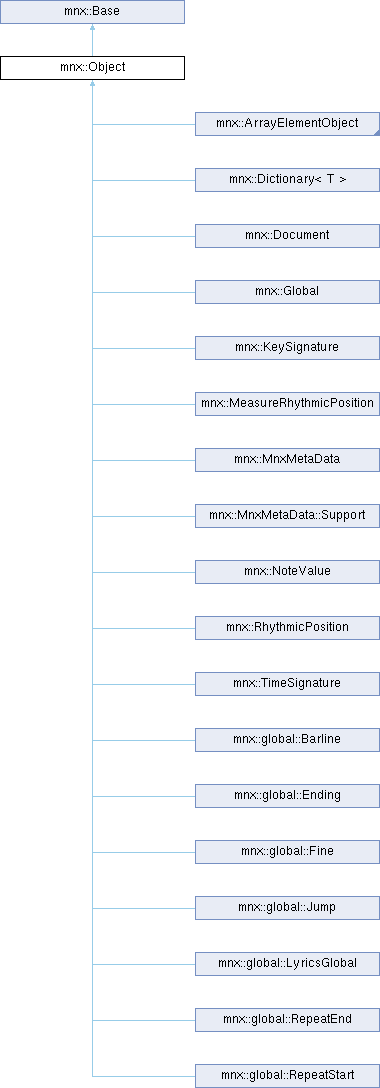 mnx::Base
mnx::Object
mnx::ArrayElementObject
mnx::Dictionary< T >
mnx::Document
mnx::Global
mnx::KeySignature
mnx::MeasureRhythmicPosition
mnx::MnxMetaData
mnx::MnxMetaData::Support
mnx::NoteValue
mnx::RhythmicPosition
mnx::TimeSignature
mnx::global::Barline
mnx::global::Ending
mnx::global::Fine
mnx::global::Jump
mnx::global::LyricsGlobal
mnx::global::RepeatEnd
mnx::global::RepeatStart